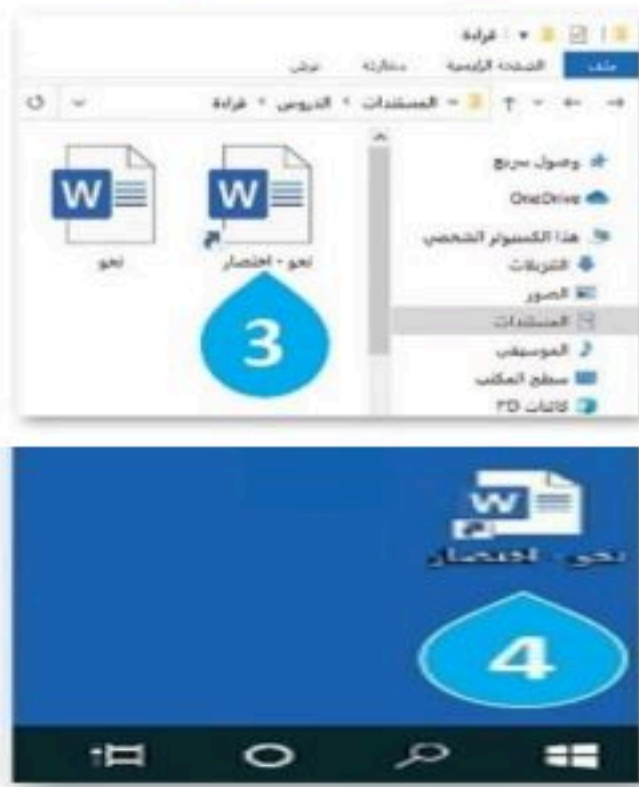 قراءة
ملف الصفحة الرئيسية مشاركة عرض
المستندات › الدروس › قراءة
وصول سريع
OneDrive
هذا الكمبيوتر الشخصي
التنزيلات
الصور
المستندات
الموسيقى
سطح المكتب
كائنات ٣D
W
نحو - اختصار
W
نحو
3
W
نحو - اختصار
4